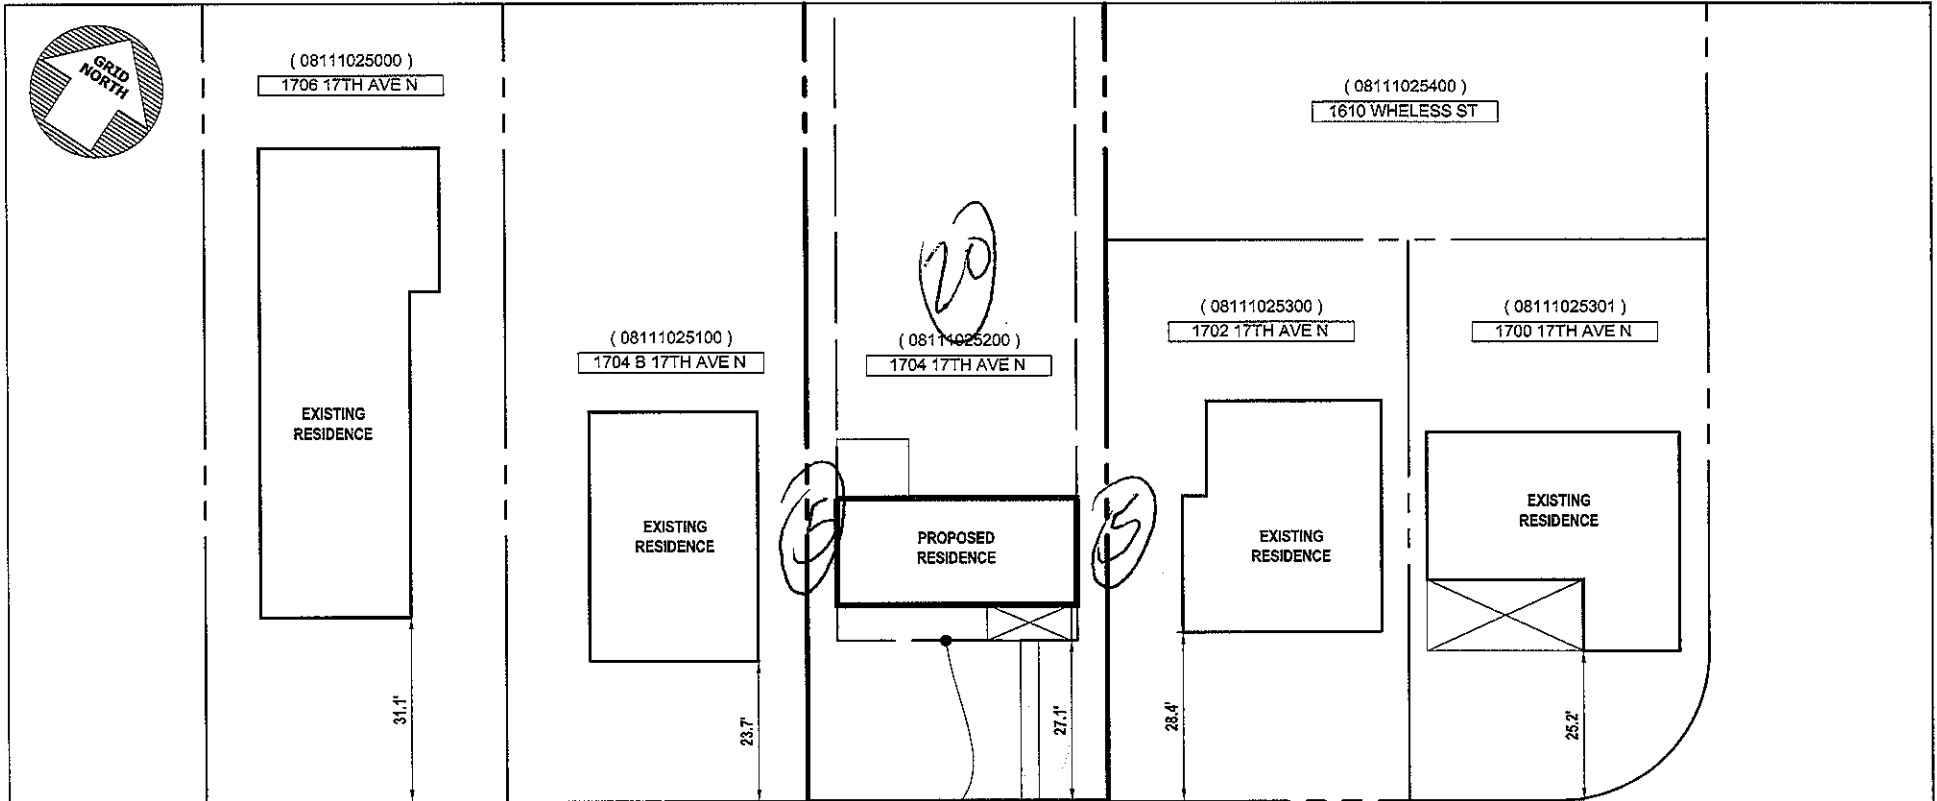 GRID
NORTH
( 08111025000 )
1706 17TH AVE N
( 08111025400 )
1610 WHELESS ST
20
( 08111025100 )
1704 B 17TH AVE N
( 08111025200 )
1704 17TH AVE N
( 08111025300 )
1702 17TH AVE N
( 08111025301 )
1700 17TH AVE N
EXISTING
RESIDENCE
EXISTING
RESIDENCE
5
PROPOSED
RESIDENCE
5
EXISTING
RESIDENCE
EXISTING
RESIDENCE
31.1'
23.7'
27.1'
28.4'
25.2'